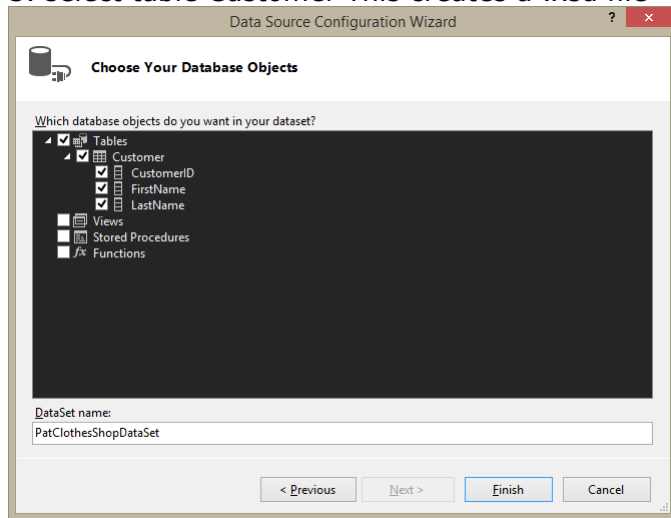 Data Source Configuration Wizard
?
Choose Your Database Objects
Which database objects do you want in your dataset?
Tables
Customer
CustomerID
FirstName
LastName
Views
Stored Procedures
fx Functions
DataSet name:
PatClothesShopDataSet
< Previous Next > Finish Cancel